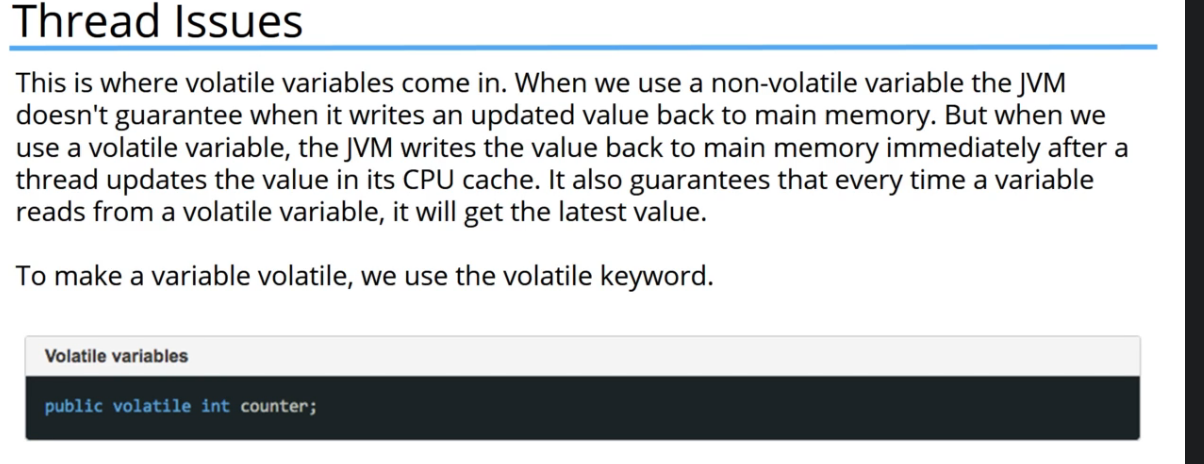 Thread Issues
This is where volatile variables come in. When we use a non-volatile variable the JVM
doesn't guarantee when it writes an updated value back to main memory. But when we
use a volatile variable, the JVM writes the value back to main memory immediately after a
thread updates the value in its CPU cache. It also guarantees that every time a variable
reads from a volatile variable, it will get the latest value.
To make a variable volatile, we use the volatile keyword.
Volatile variables
public volatile int counter;